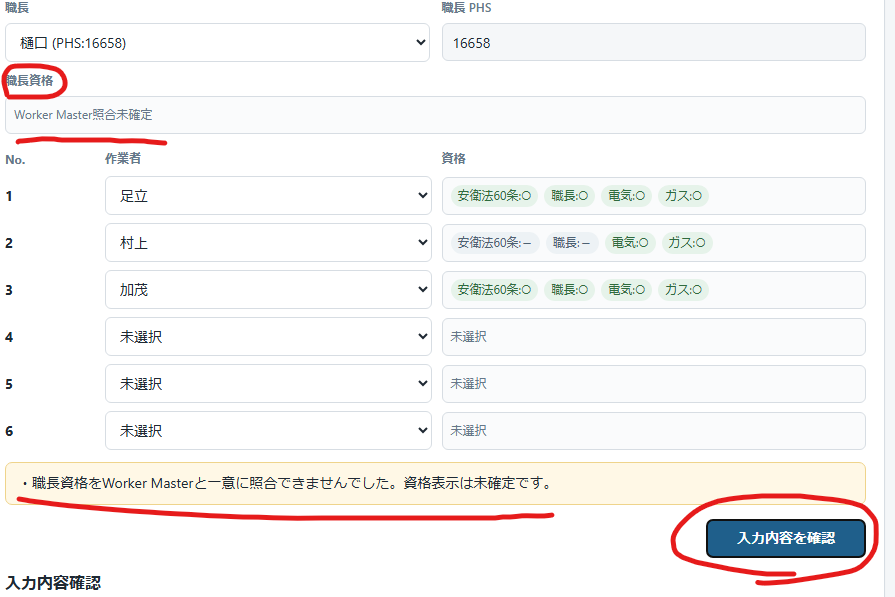 職長 職長 PHS
樋口 (PHS:16658) 16658
職長資格
Worker Master照合未確定
No. 作業者 資格
1 足立 安衛法60条:○ 職長:○ 電気:○ ガス:○
2 村上 安衛法60条:– 職長:– 電気:○ ガス:○
3 加茂 安衛法60条:○ 職長:○ 電気:○ ガス:○
4 未選択 未選択
5 未選択 未選択
6 未選択 未選択
・職長資格をWorker Masterと一意に照合できませんでした。資格表示は未確定です。
入力内容を確認
入力内容確認